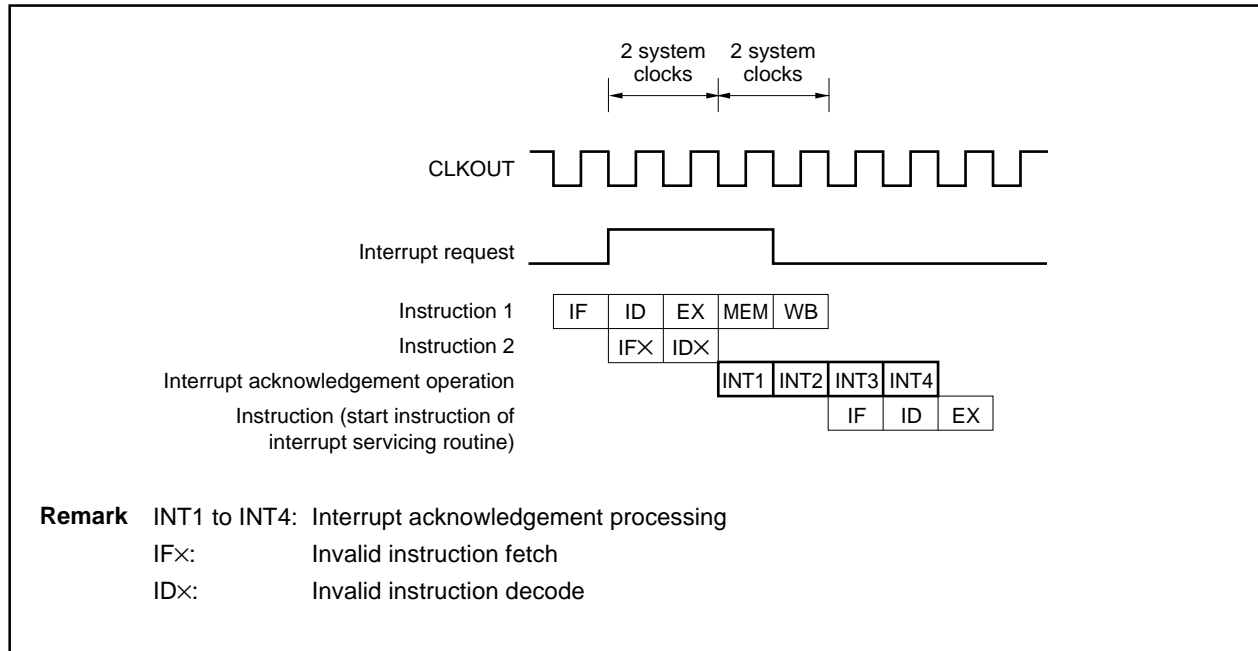 2 system clocks
2 system clocks
CLKOUT
Interrupt request
Instruction 1 IF ID EX MEM WB
Instruction 2 IF× ID×
Interrupt acknowledgement operation INT1 INT2 INT3 INT4
Instruction (start instruction of
interrupt servicing routine) IF ID EX
Remark INT1 to INT4: Interrupt acknowledgement processing
IF×: Invalid instruction fetch
ID×: Invalid instruction decode